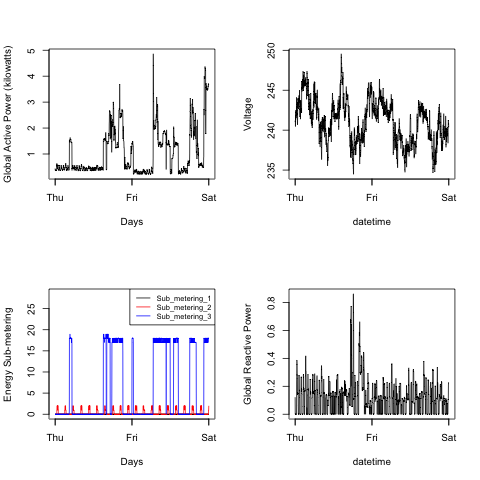 Global Active Power (kilowatts)
5
4
3
2
1
Thu Fri Sat
Days
Voltage
250
245
240
235
Thu Fri Sat
datetime
Energy Sub-metering
25
20
15
10
5
0
Sub_metering_1
Sub_metering_2
Sub_metering_3
Thu Fri Sat
Days
Global Reactive Power
0.8
0.6
0.4
0.2
0.0
Thu Fri Sat
datetime